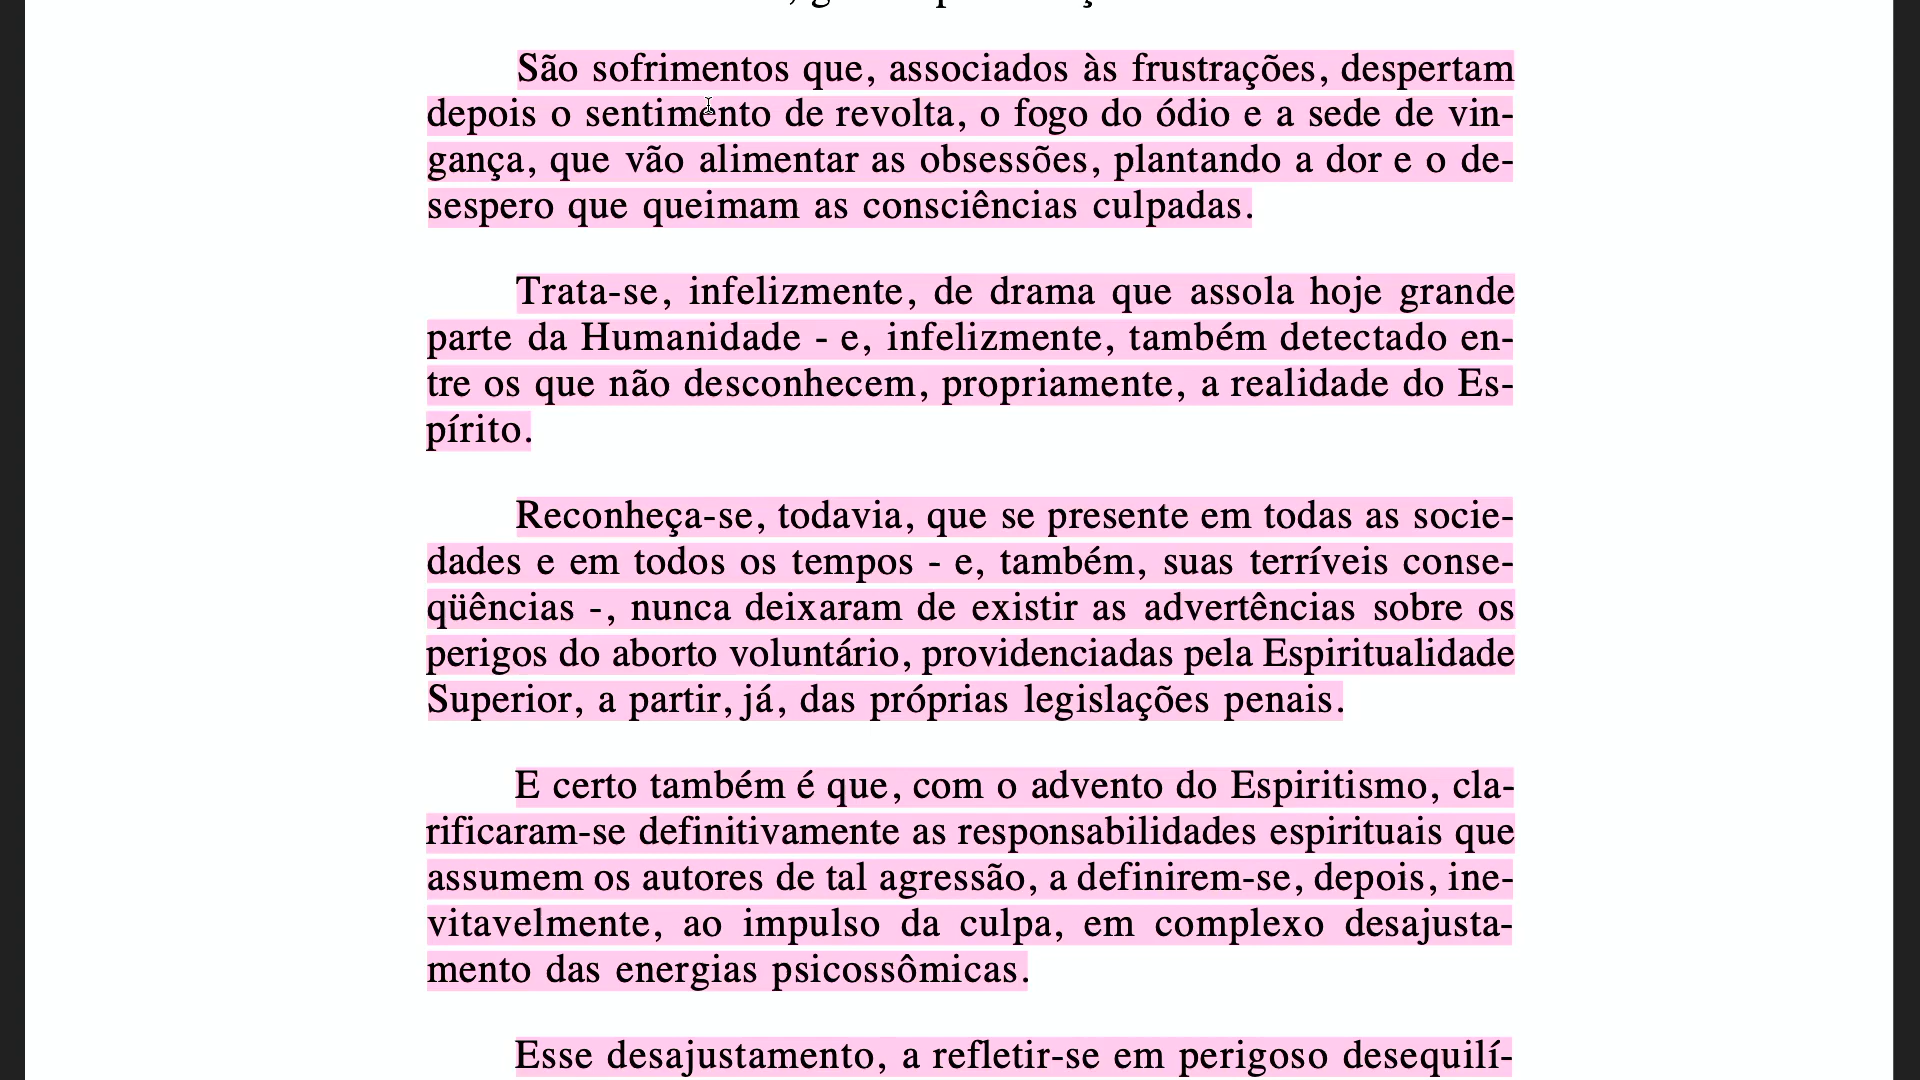 São sofrimentos que, associados às frustrações, despertam
depois o sentimento de revolta, o fogo do ódio e a sede de vin-
gança, que vão alimentar as obsessões, plantando a dor e o de-
sespero que queimam as consciências culpadas.
Trata-se, infelizmente, de drama que assola hoje grande
parte da Humanidade - e, infelizmente, também detectado en-
tre os que não desconhecem, propriamente, a realidade do Es-
pírito.
Reconheça-se, todavia, que se presente em todas as socie-
dades e em todos os tempos - e, também, suas terríveis conse-
qüências -, nunca deixaram de existir as advertências sobre os
perigos do aborto voluntário, providenciadas pela Espiritualidade
Superior, a partir, já, das próprias legislações penais.
E certo também é que, com o advento do Espiritismo, cla-
rificaram-se definitivamente as responsabilidades espirituais que
assumem os autores de tal agressão, a definirem-se, depois, ine-
vitavelmente, ao impulso da culpa, em complexo desajusta-
mento das energias psicossômicas.
Esse desajustamento, a refletir-se em perigoso desequilí-